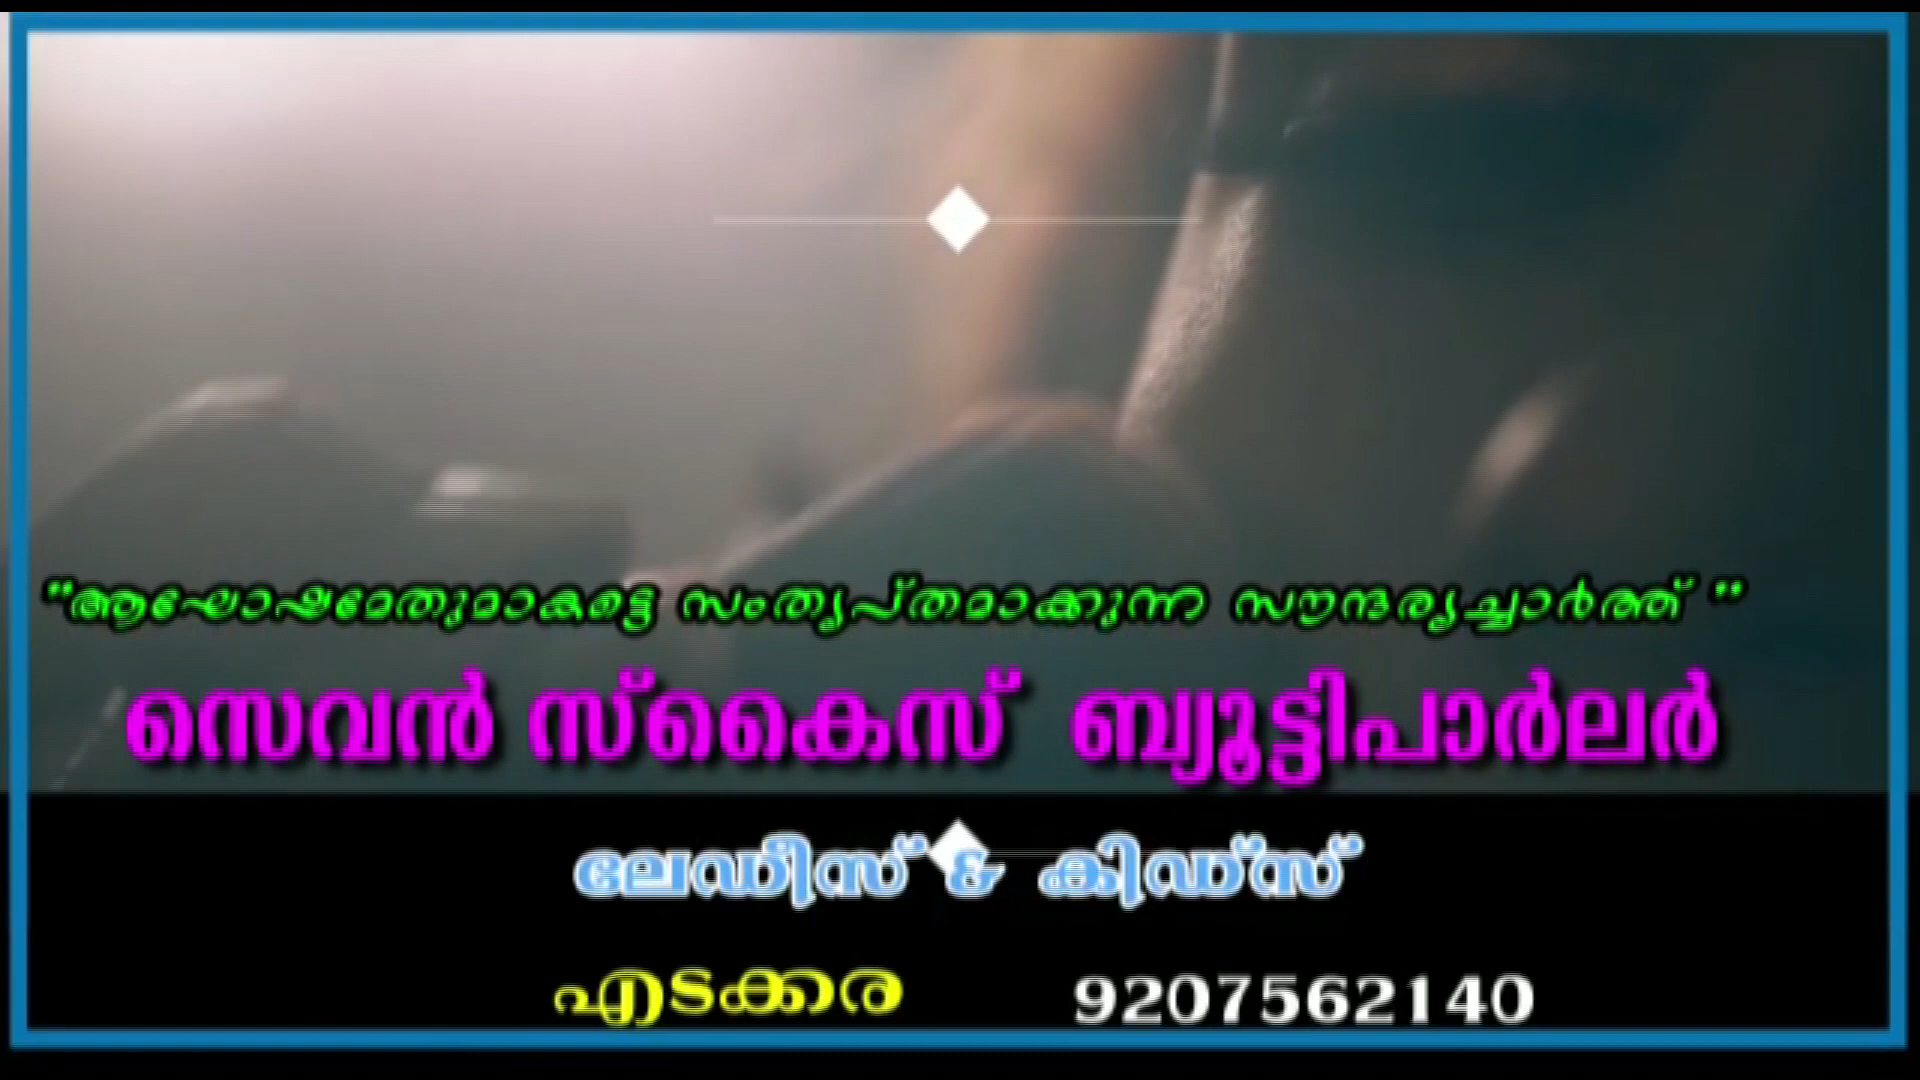 "ആഘോഷമേതുമാകട്ടെ സംതൃപ്തമാക്കുന്ന സൗന്ദര്യച്ചാർത്ത് "
സെവൻ സ്കൈസ് ബ്യൂട്ടിപാർലർ
ലേഡീസ് & കിഡ്സ്
എടക്കര 9207562140